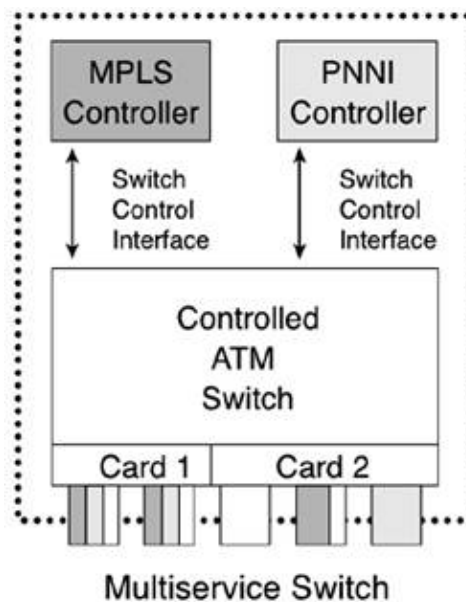 MPLS
Controller
PNNI
Controller
Switch
Control
Interface
Switch
Control
Interface
Controlled
ATM
Switch
Card 1
Card 2
Multiservice Switch